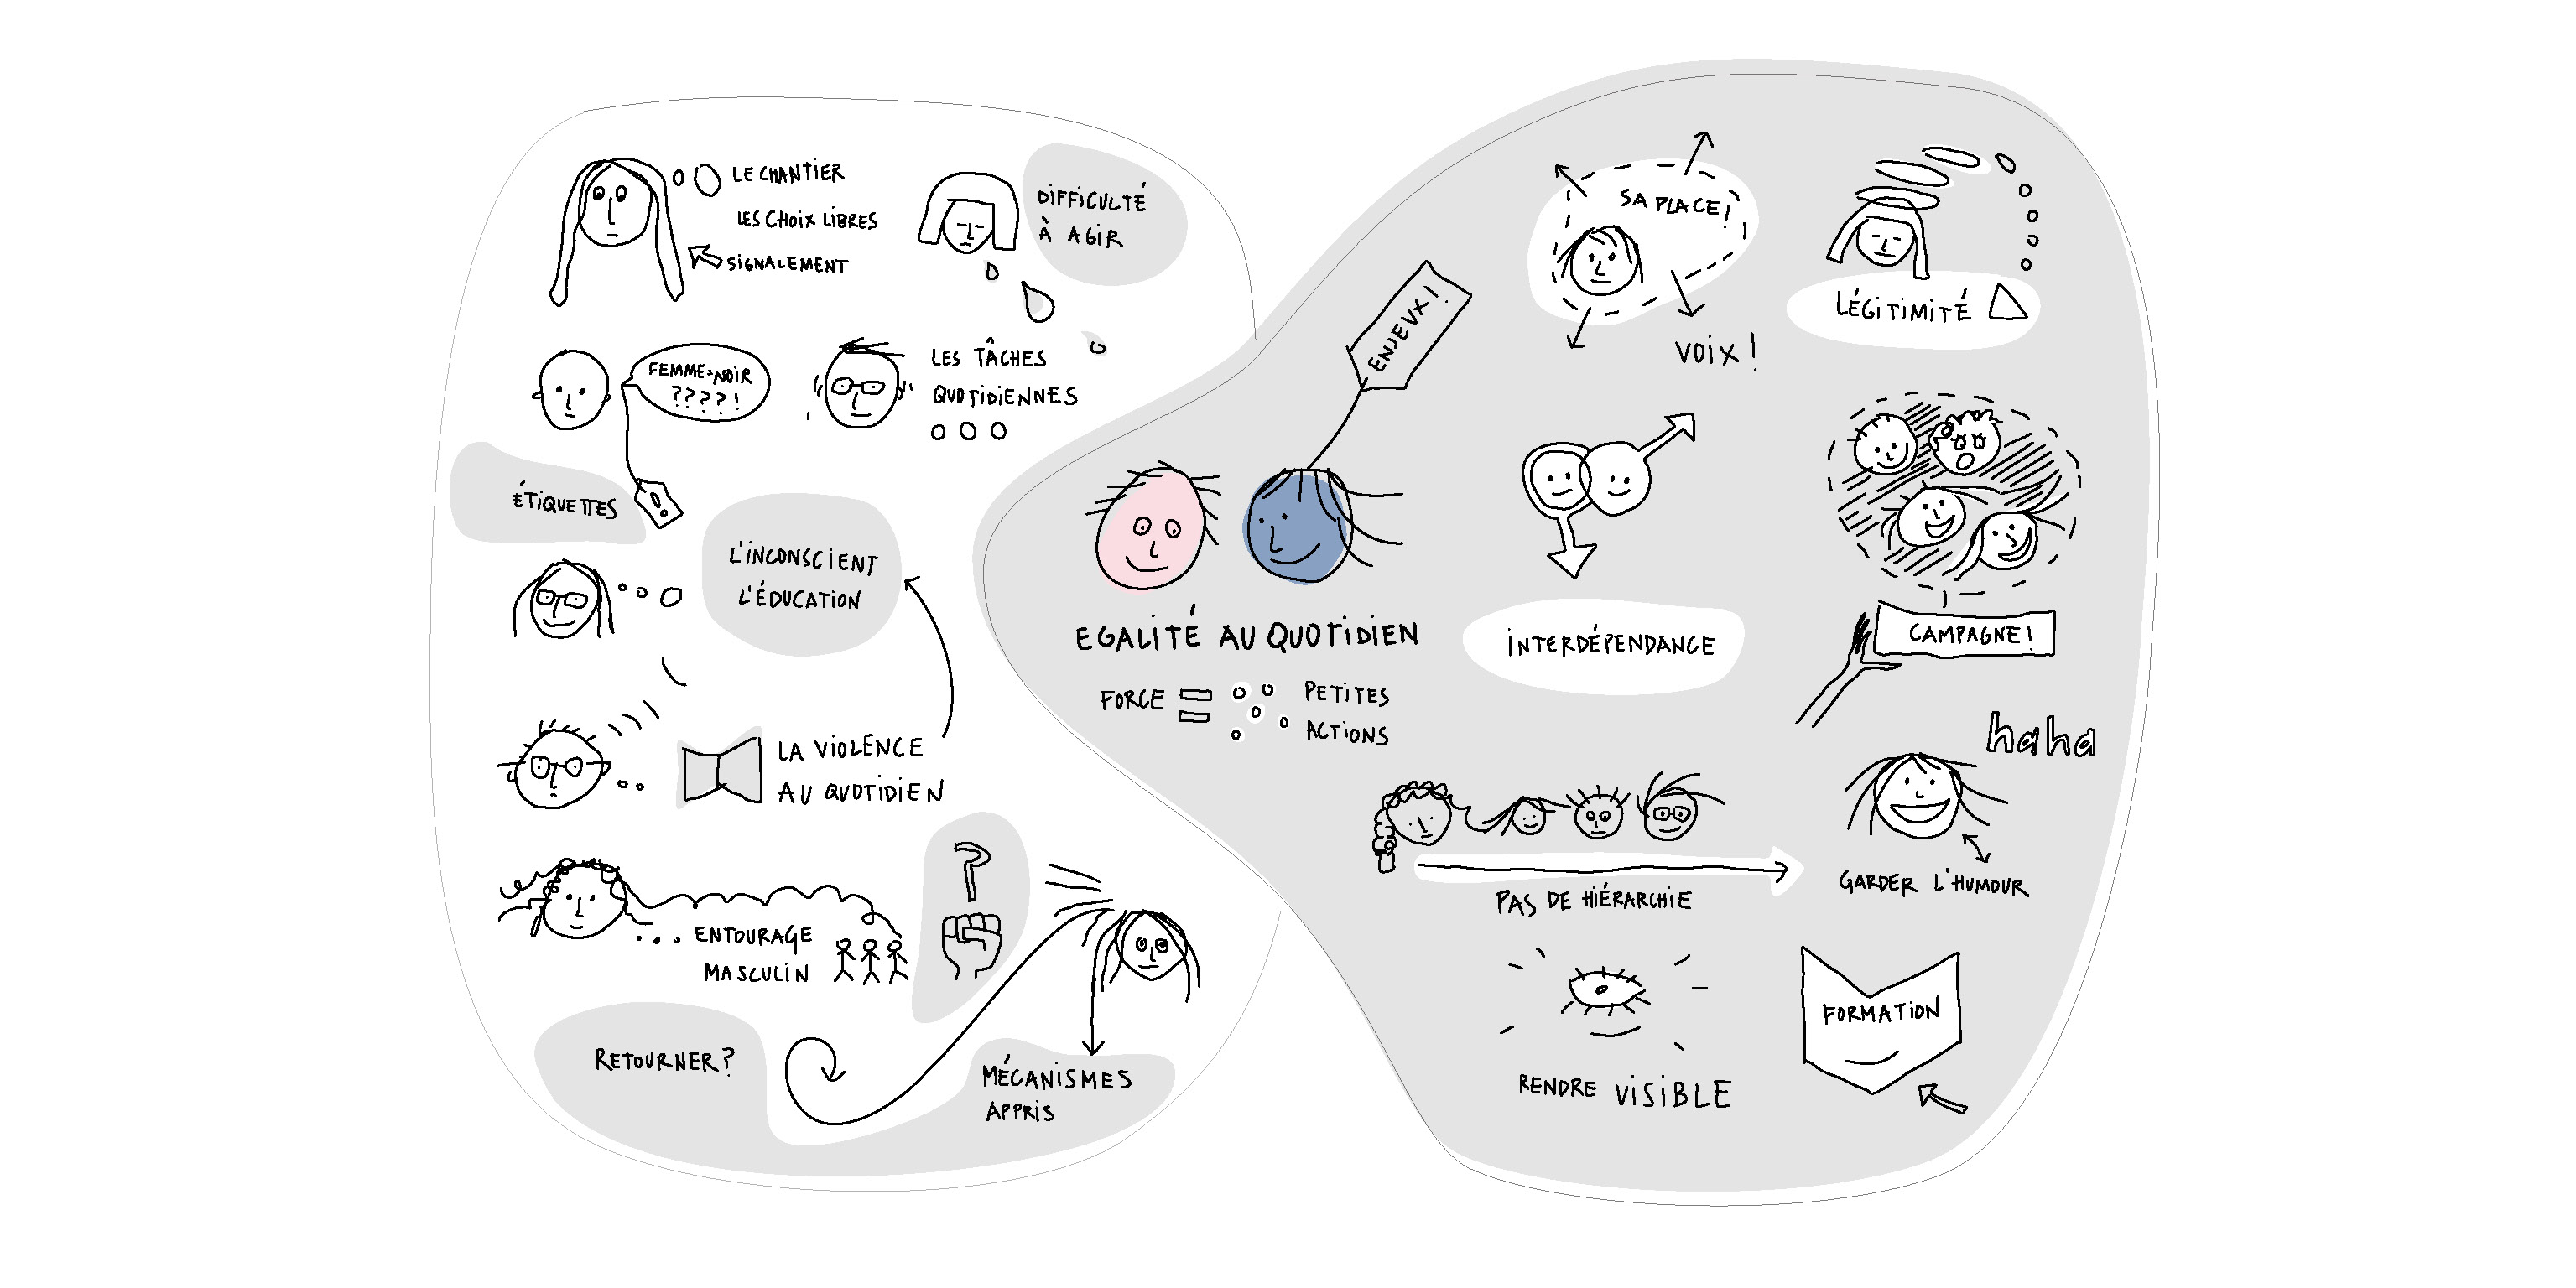 LE CHANTIER
LES CHOIX LIBRES
SIGNALEMENT
DIFFICULTÉ
À AGIR
FEMME=NOIR
????!
LES TÂCHES
QUOTIDIENNES
ÉTIQUETTES
!
L'INCONSCIENT
L'ÉDUCATION
LA VIOLENCE
AU QUOTIDIEN
... ENTOURAGE
MASCULIN
?
RETOURNER?
MÉCANISMES
APPRIS
ENJEUX!
EGALITÉ AU QUOTIDIEN
FORCE = PETITES
ACTIONS
SA PLACE!
VOIX!
LÉGITIMITÉ
INTERDÉPENDANCE
CAMPAGNE!
haha
PAS DE HIÉRARCHIE
GARDER L'HUMOUR
RENDRE VISIBLE
FORMATION